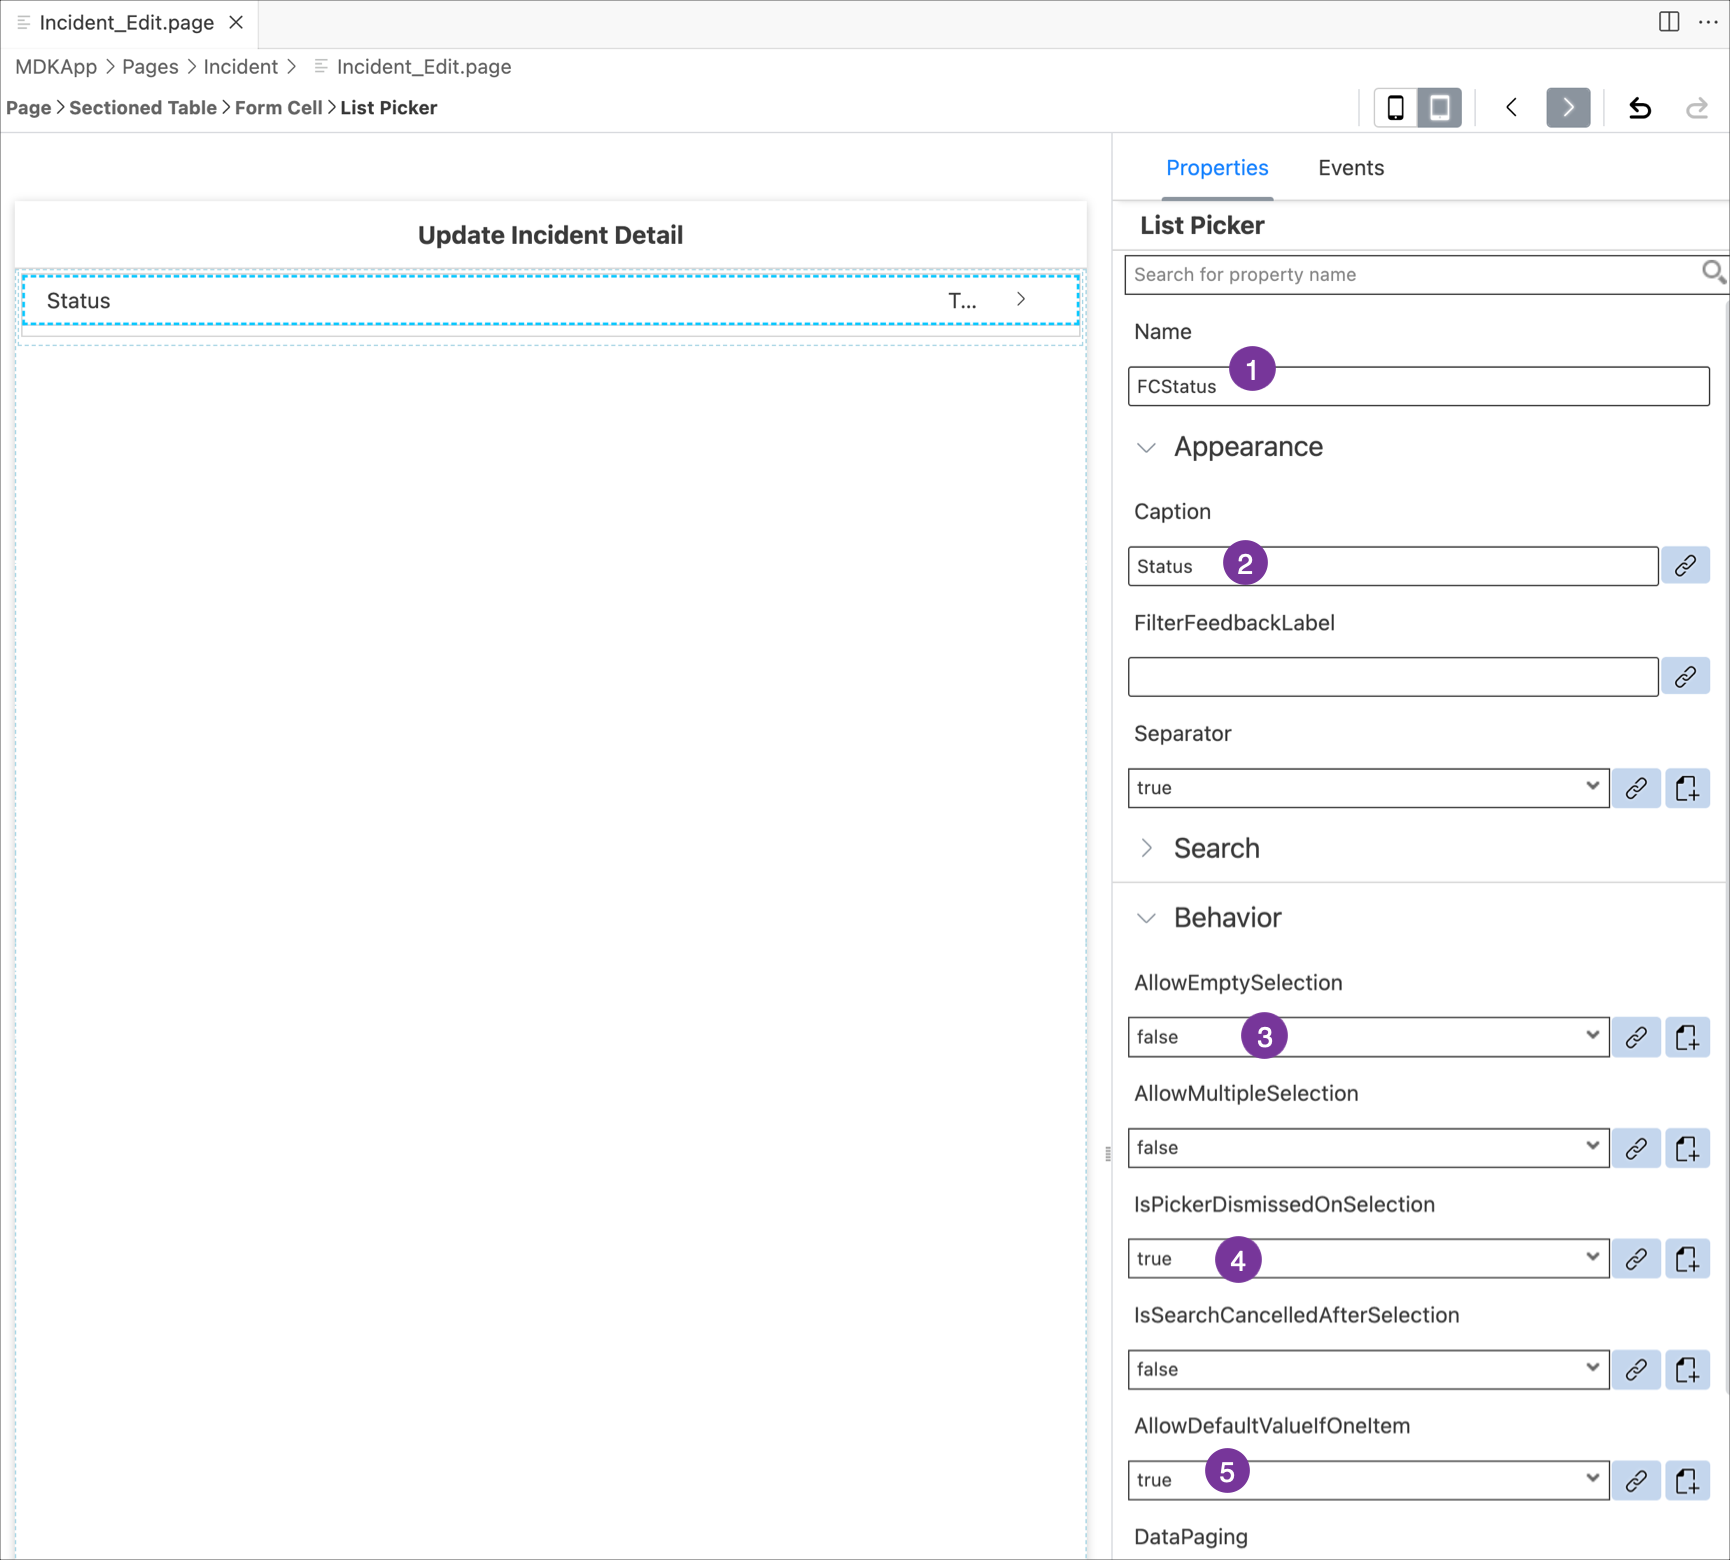 Incident_Edit.page
MDKApp > Pages > Incident > Incident_Edit.page
Page > Sectioned Table > Form Cell > List Picker
Properties Events
Update Incident Detail
Status T... >
List Picker
Search for property name
Name
FCStatus 1
Appearance
Caption
Status 2
FilterFeedbackLabel
Separator
true
Search
Behavior
AllowEmptySelection
false 3
AllowMultipleSelection
false
IsPickerDismissedOnSelection
true 4
IsSearchCancelledAfterSelection
false
AllowDefaultValueIfOneItem
true 5
DataPaging